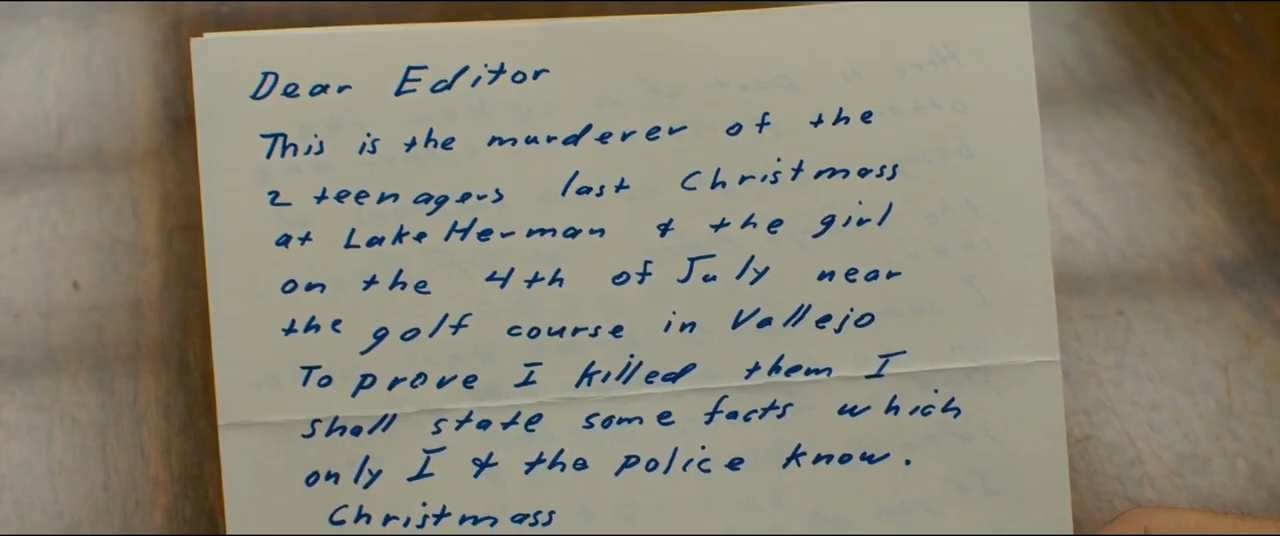 Dear Editor
This is the murderer of the
2 teenagers last Christmass
at Lake Herman & the girl
on the 4th of July near
the golf course in Vallejo
To prove I killed them I
shall state some facts which
only I & the police know.
Christmass